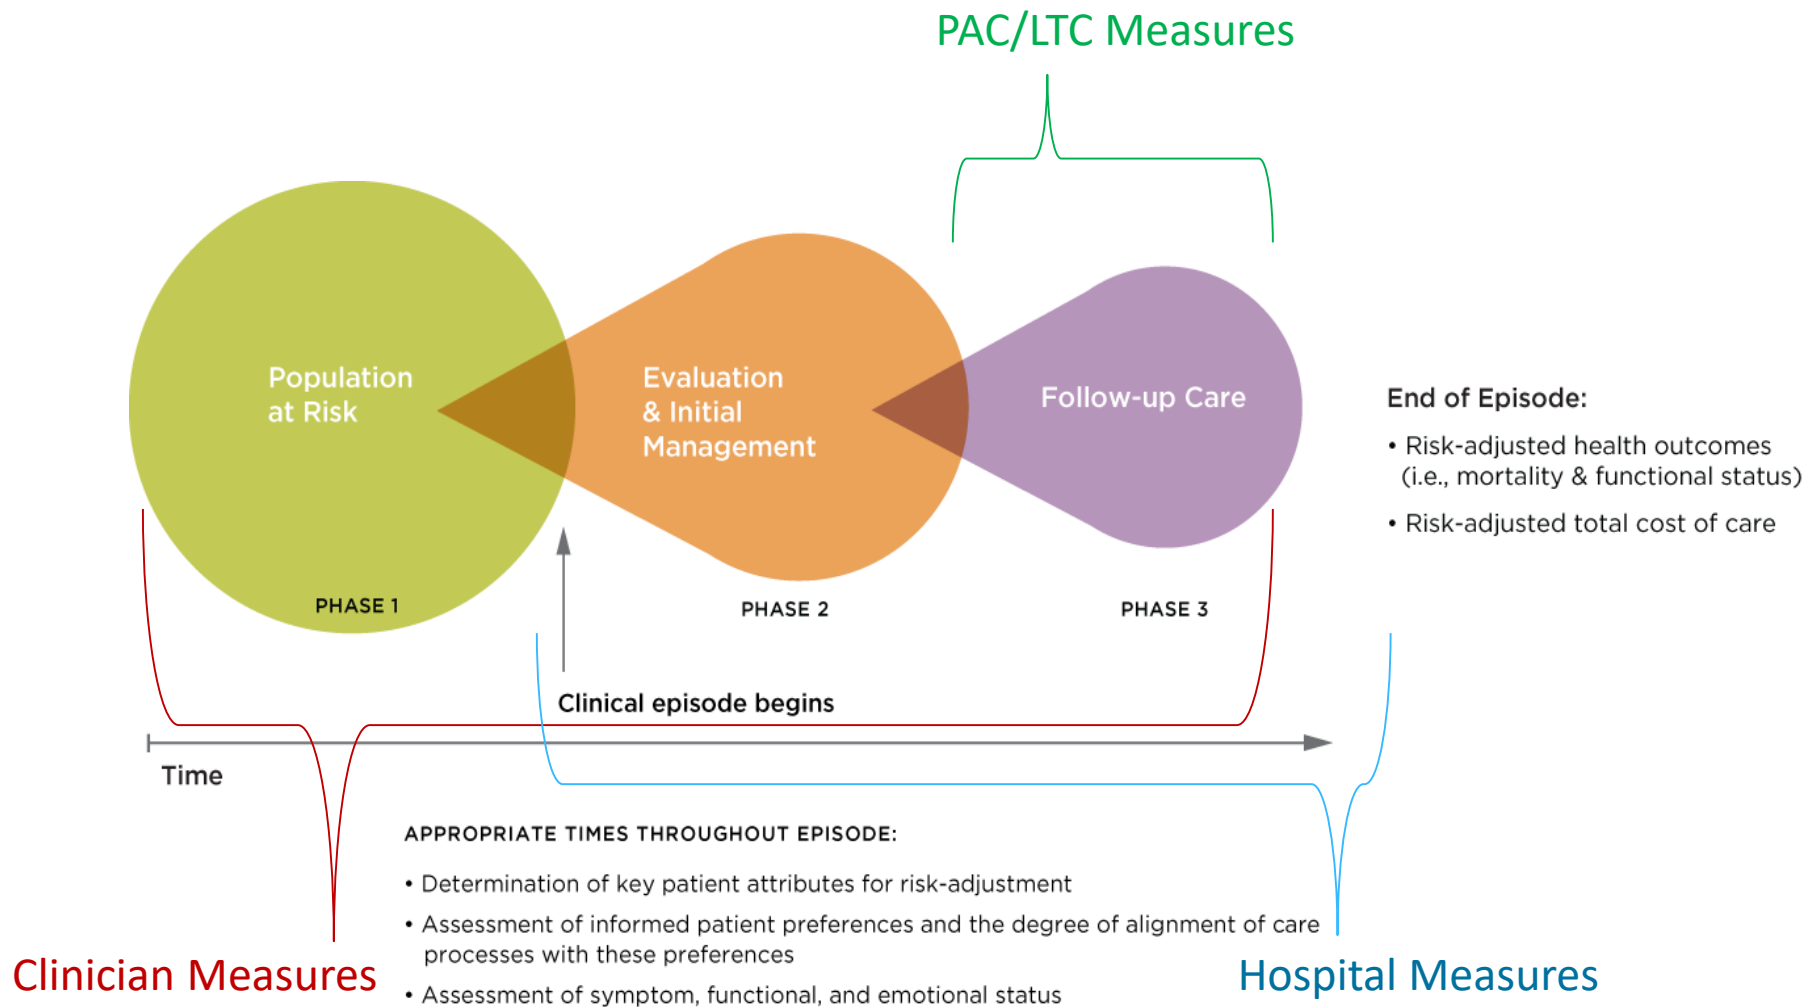 PAC/LTC Measures
Population
at Risk
Evaluation
& Initial
Management
Follow-up Care
End of Episode:
• Risk-adjusted health outcomes
(i.e., mortality & functional status)
• Risk-adjusted total cost of care
PHASE 1
PHASE 2
PHASE 3
Clinical episode begins
Time
APPROPRIATE TIMES THROUGHOUT EPISODE:
• Determination of key patient attributes for risk-adjustment
• Assessment of informed patient preferences and the degree of alignment of care
processes with these preferences
• Assessment of symptom, functional, and emotional status
Clinician Measures
Hospital Measures